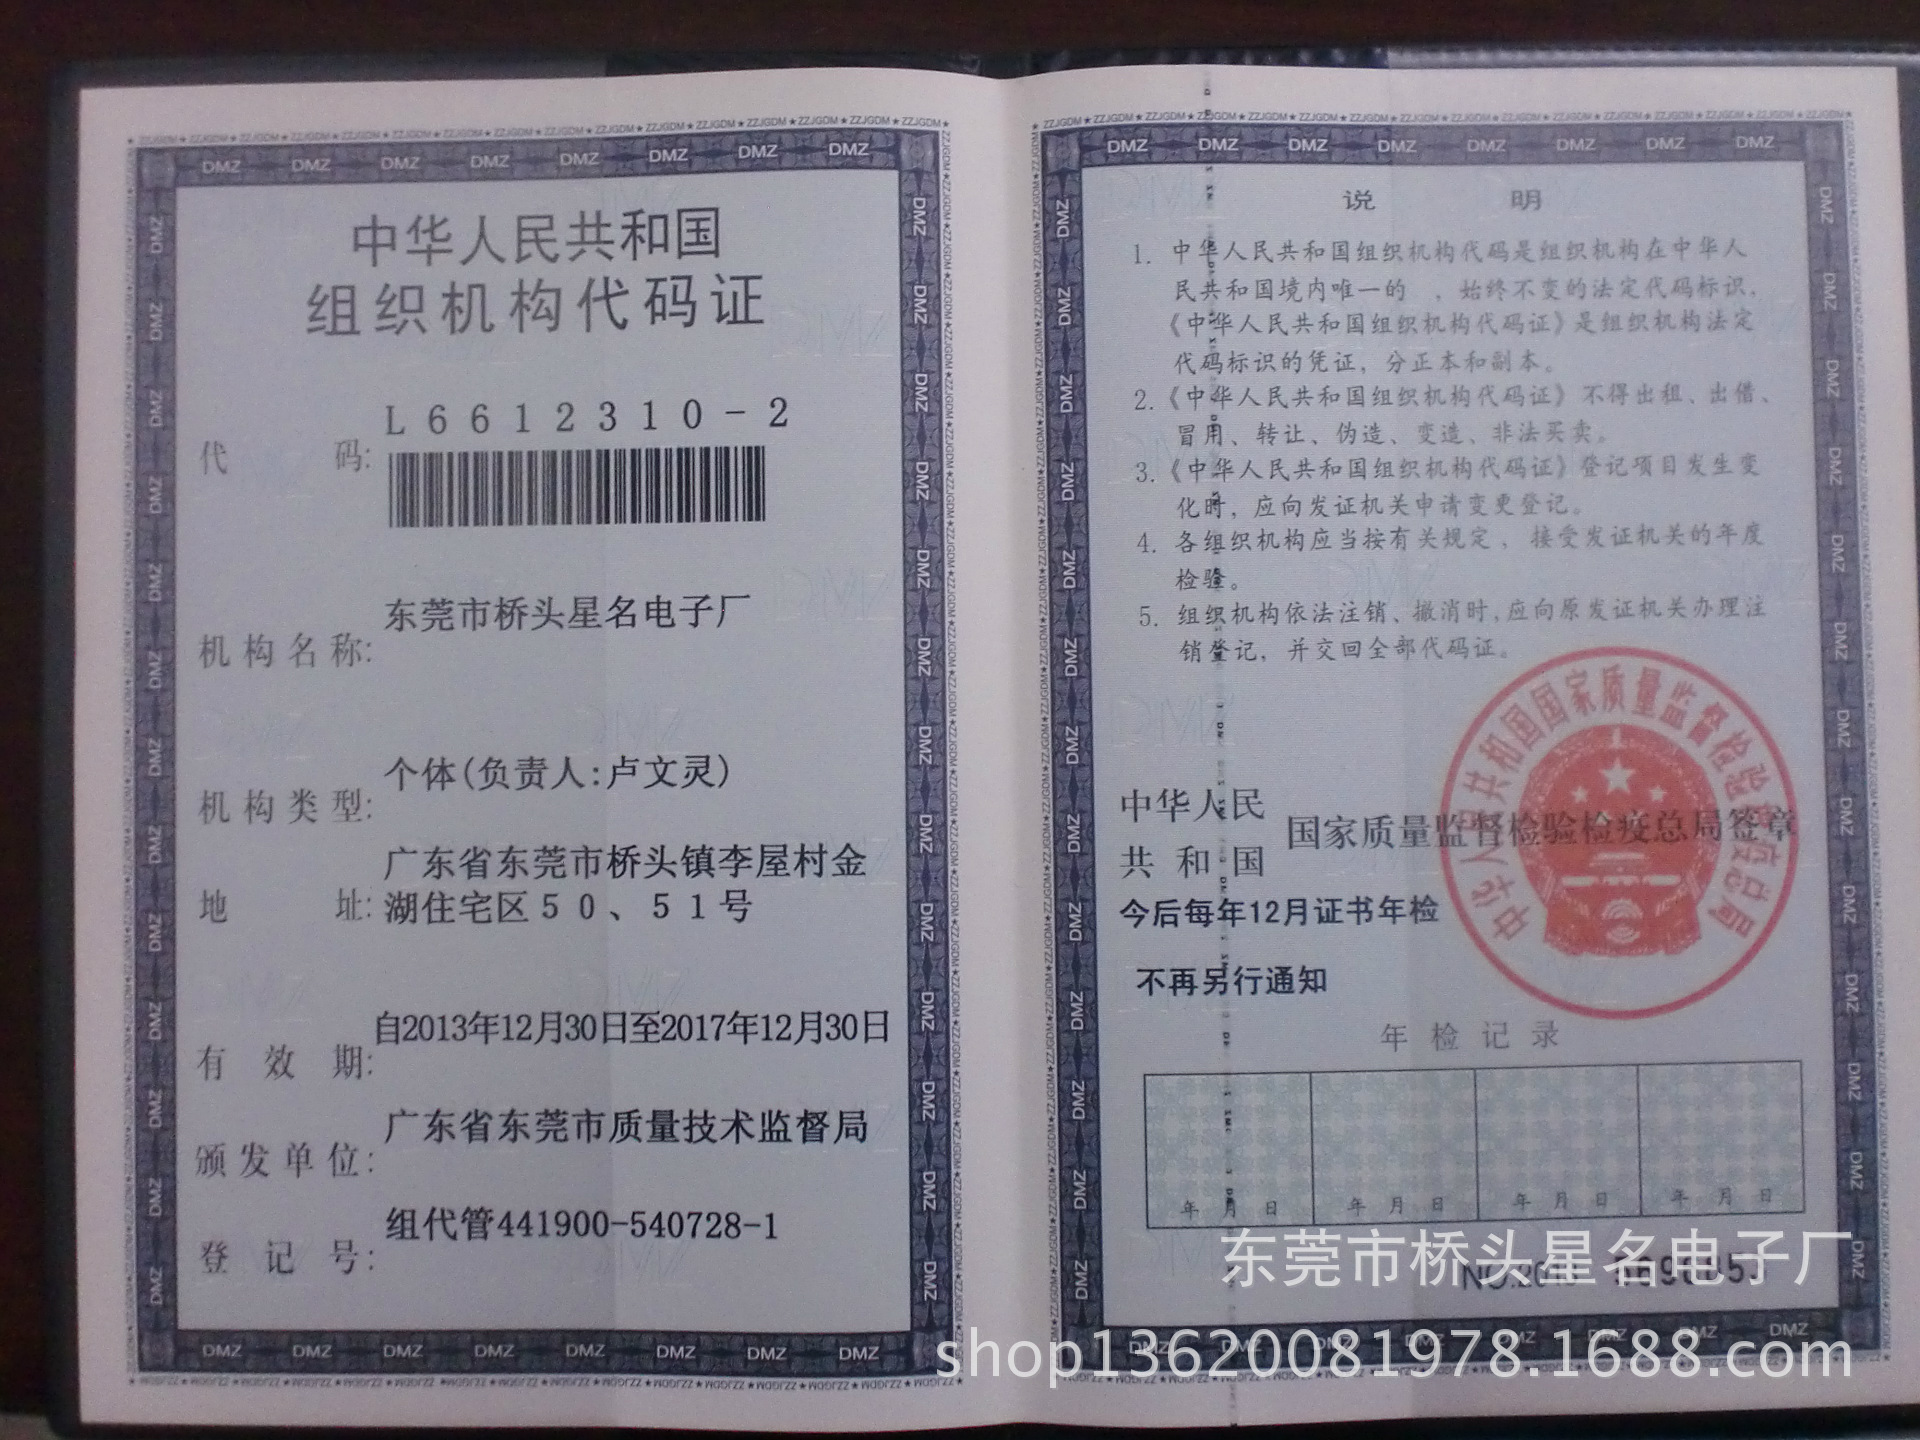 中华人民共和国
组织机构代码证
代码:
L6612310-2
机构名称:
东莞市桥头星名电子厂
机构类型:
个体(负责人:卢文灵)
地址:
广东省东莞市桥头镇李屋村金
湖住宅区50、51号
有效期:
自2013年12月30日至2017年12月30日
颁发单位:
广东省东莞市质量技术监督局
登记号:
组代管441900-540728-1
说明
1. 中华人民共和国组织机构代码是组织机构在中华人
民共和国境内唯一的 ,始终不变的法定代码标识,
《中华人民共和国组织机构代码证》是组织机构法定
代码标识的凭证,分正本和副本。
2.《中华人民共和国组织机构代码证》不得出租、出借、
冒用、转让、伪造、变造、非法买卖。
3.《中华人民共和国组织机构代码证》登记项目发生变
化时,应向发证机关申请变更登记。
4. 各组织机构应当按有关规定,接受发证机关的年度
检验。
5. 组织机构依法注销、撤消时,应向原发证机关办理注
销登记,并交回全部代码证。
中华人民
共和国
国家质量监督检验检疫总局签章
中华人民共和国国家质量监督检验检疫总局
今后每年12月证书年检
不再另行通知
年检记录
年 月 日 年 月 日 年 月 日 年 月 日
东莞市桥头星名电子厂
shop13620081978.1688.com